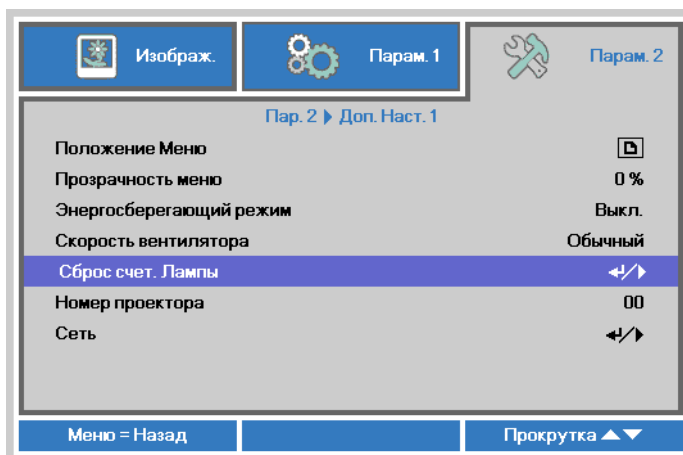 Изображ. Парам. 1 Парам. 2
Пар. 2 Доп. Наст. 1
Положение Меню
Прозрачность меню 0 %
Энергосберегающий режим Выкл.
Скорость вентилятора Обычный
Сброс счет. Лампы
Номер проектора 00
Сеть
Меню = Назад Прокрутка